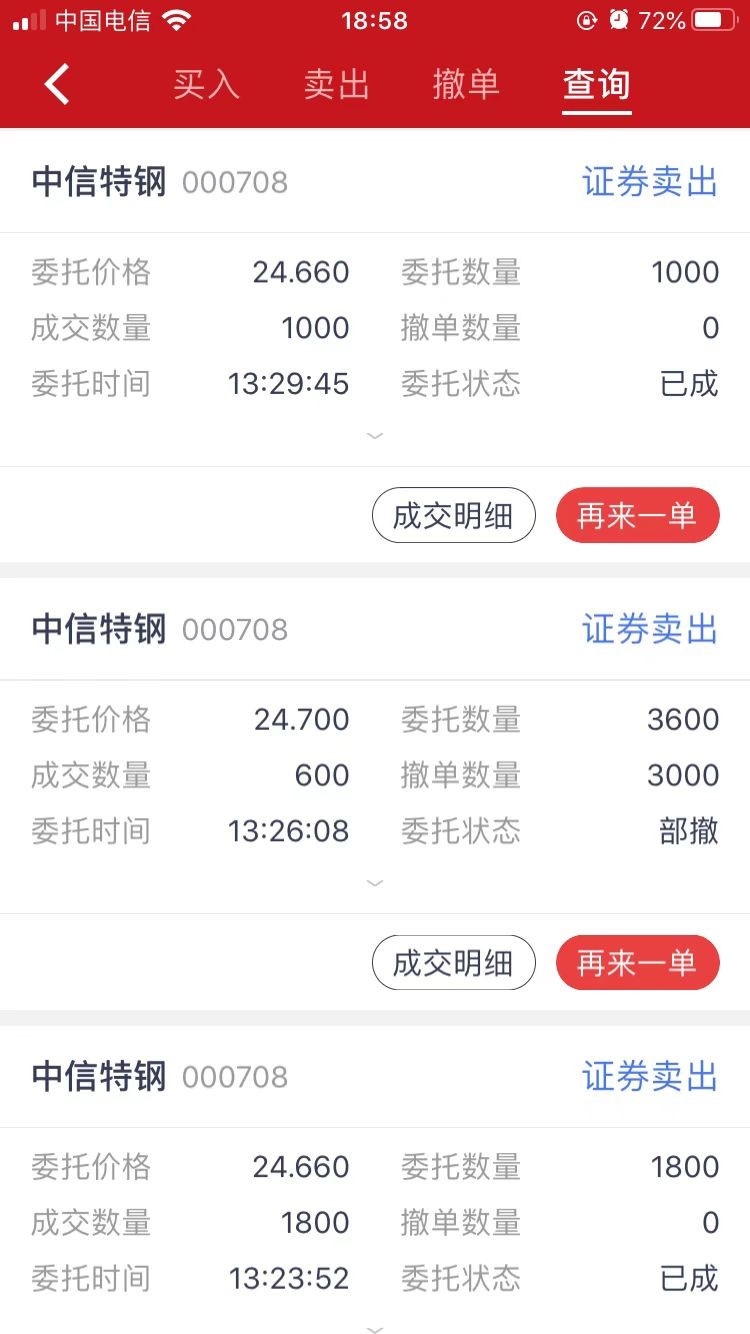 中国电信 18:58 72%
买入 卖出 撤单 查询
中信特钢 000708 证券卖出
委托价格 24.660 委托数量 1000
成交数量 1000 撤单数量 0
委托时间 13:29:45 委托状态 已成
成交明细 再来一单
中信特钢 000708 证券卖出
委托价格 24.700 委托数量 3600
成交数量 600 撤单数量 3000
委托时间 13:26:08 委托状态 部撤
成交明细 再来一单
中信特钢 000708 证券卖出
委托价格 24.660 委托数量 1800
成交数量 1800 撤单数量 0
委托时间 13:23:52 委托状态 已成